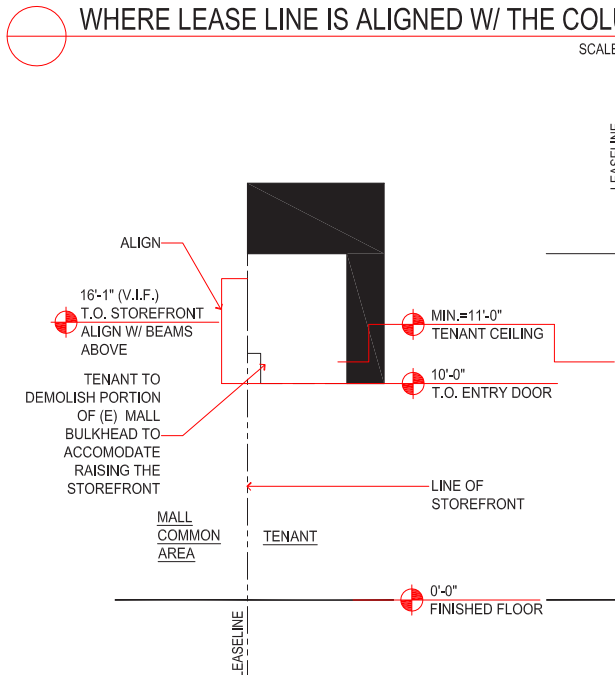 WHERE LEASE LINE IS ALIGNED W/ THE
SCALE
LEASELINE
ALIGN
16'-1" (V.I.F.)
T.O. STOREFRONT
ALIGN W/ BEAMS
ABOVE
MIN.=11'-0"
TENANT CEILING
TENANT TO
DEMOLISH PORTION
OF (E) MALL
BULKHEAD TO
ACCOMODATE
RAISING THE
STOREFRONT
10'-0"
T.O. ENTRY DOOR
LINE OF
STOREFRONT
MALL
COMMON
AREA
TENANT
0'-0"
FINISHED FLOOR
LEASELINE